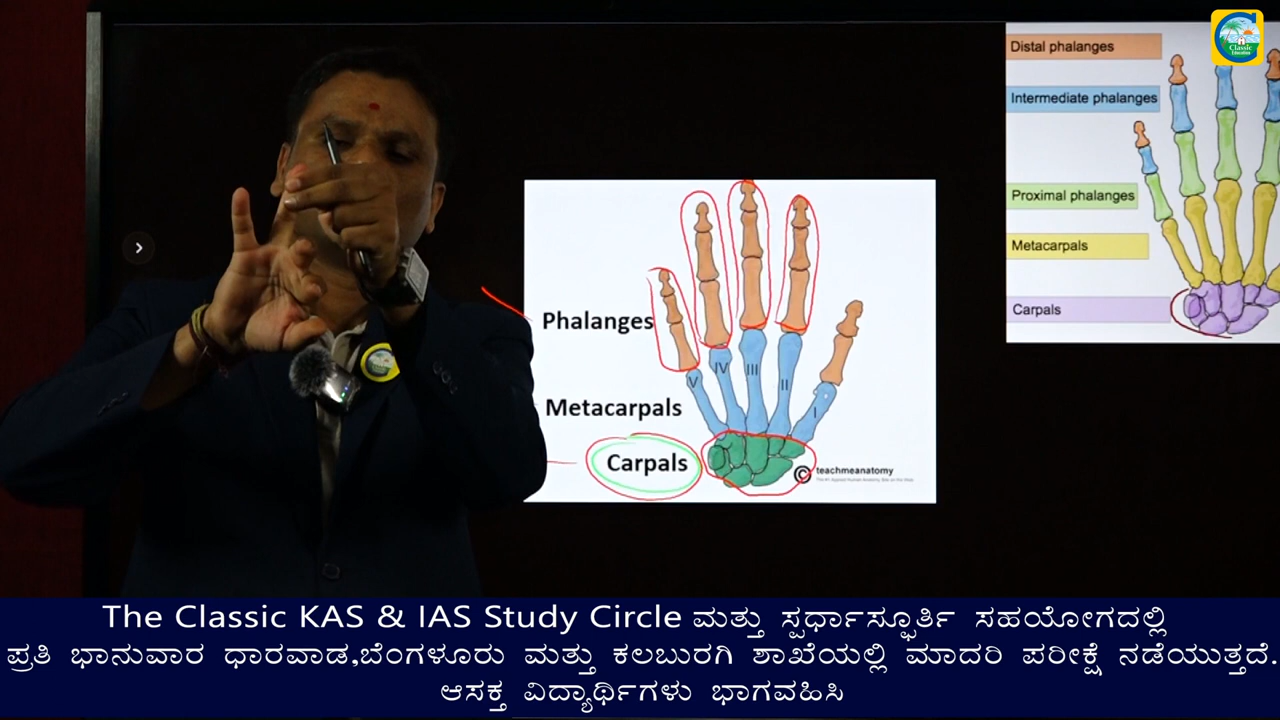 Distal phalanges
Classic
Education
Intermediate phalanges
Proximal phalanges
Metacarpals
Carpals
Phalanges
Metacarpals
Carpals
V
IV
III
II
I
© teachmeanatomy
The Classic KAS & IAS Study Circle ಮತ್ತು ಸ್ಪರ್ಧಾಸ್ಫೂರ್ತಿ ಸಹಯೋಗದಲ್ಲಿ
ಪ್ರತಿ ಭಾನುವಾರ ಧಾರವಾಡ,ಬೆಂಗಳೂರು ಮತ್ತು ಕಲಬುರಗಿ ಶಾಖೆಯಲ್ಲಿ ಮಾದರಿ ಪರೀಕ್ಷೆ ನಡೆಯುತ್ತದೆ.
ಆಸಕ್ತ ವಿದ್ಯಾರ್ಥಿಗಳು ಭಾಗವಹಿಸಿ